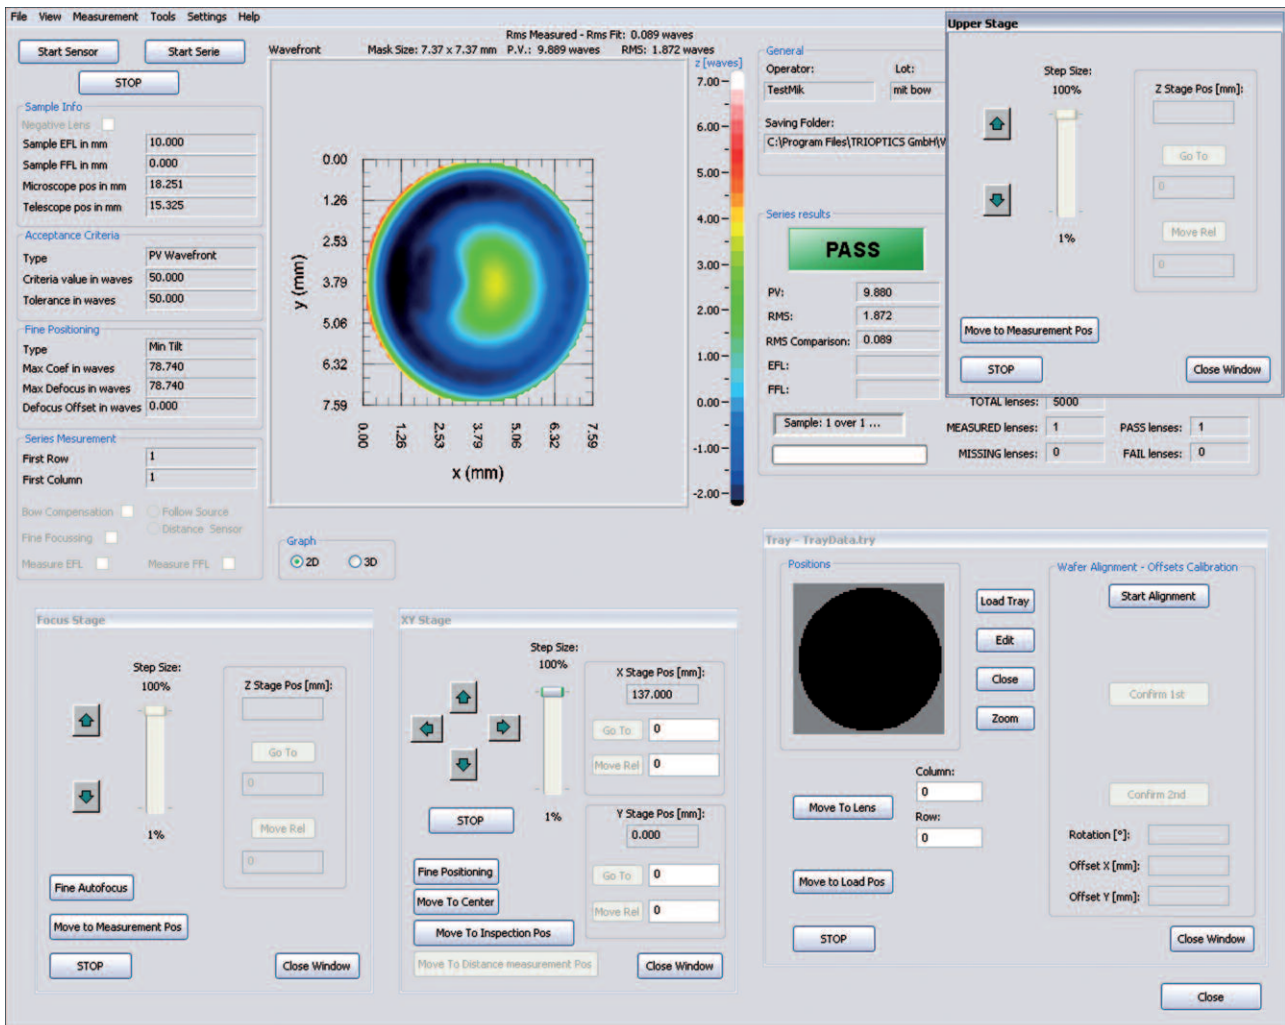 File View Measurement Tools Settings Help
Start Sensor
Start Serie
STOP
Sample Info
Negative Lens
Sample EFL in mm 10.000
Sample FFL in mm 0.000
Microscope pos in mm 18.251
Telescope pos in mm 15.325
Acceptance Criteria
Type PV Wavefront
Criteria value in waves 50.000
Tolerance in waves 50.000
Fine Positioning
Type Min Tilt
Max Coef in waves 78.740
Max Defocus in waves 78.740
Defocus Offset in waves 0.000
Series Mesurement
First Row 1
First Column 1
Bow Compensation
Follow Source
Distance Sensor
Fine Focussing
Measure EFL
Measure FFL
Rms Measured - Rms Fit: 0.089 waves
Wavefront Mask Size: 7.37 x 7.37 mm P.V.: 9.889 waves RMS: 1.872 waves
z [waves]
7.00
6.00
5.00
4.00
3.00
2.00
1.00
0.00
-1.00
-2.00
y (mm)
0.00
1.26
2.53
3.79
5.06
6.32
7.59
0.00
1.26
2.53
3.79
5.06
6.32
7.59
x (mm)
Graph
2D
3D
General
Operator: Lot:
TestMik mit bow
Saving Folder:
C:\Program Files\TRIOPTICS GmbH\
Series results
PASS
PV: 9.880
RMS: 1.872
RMS Comparison: 0.089
EFL:
FFL:
Sample: 1 over 1 ...
TOTAL lenses: 5000
MEASURED lenses: 1 PASS lenses: 1
MISSING lenses: 0 FAIL lenses: 0
Upper Stage
Step Size:
100%
1%
Z Stage Pos [mm]:
Go To
0
Move Rel
0
Move to Measurement Pos
STOP
Close Window
Focus Stage
Step Size:
100%
1%
Z Stage Pos [mm]:
Go To
0
Move Rel
0
Fine Autofocus
Move to Measurement Pos
STOP
Close Window
XY Stage
Step Size:
100%
1%
X Stage Pos [mm]:
137.000
Go To 0
Move Rel 0
STOP
Y Stage Pos [mm]:
0.000
Go To 0
Move Rel 0
Fine Positioning
Move To Center
Move To Inspection Pos
Move To Distance measurement Pos
Close Window
Tray - TrayData.try
Positions
Load Tray
Edit
Close
Zoom
Column:
0
Row:
0
Move To Lens
Move to Load Pos
STOP
Wafer Alignment - Offsets Calibration
Start Alignment
Confirm 1st
Confirm 2nd
Rotation [°]:
Offset X [mm]:
Offset Y [mm]:
Close Window
Close